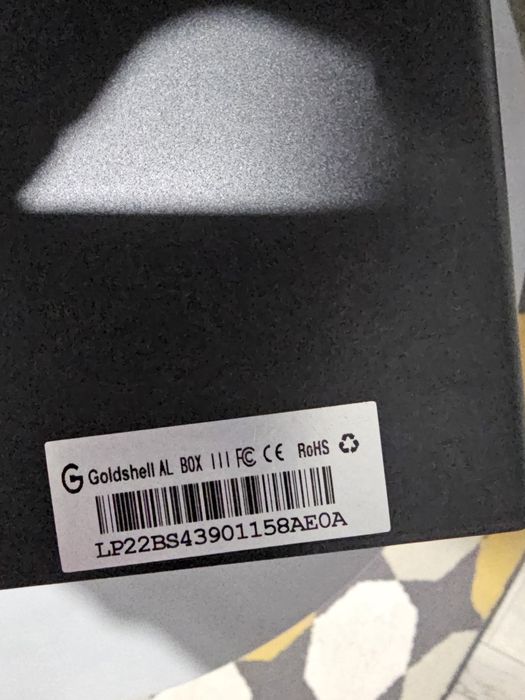 Goldshell AL BOX III FC CE RoHS
LP22BS43901158AE0A